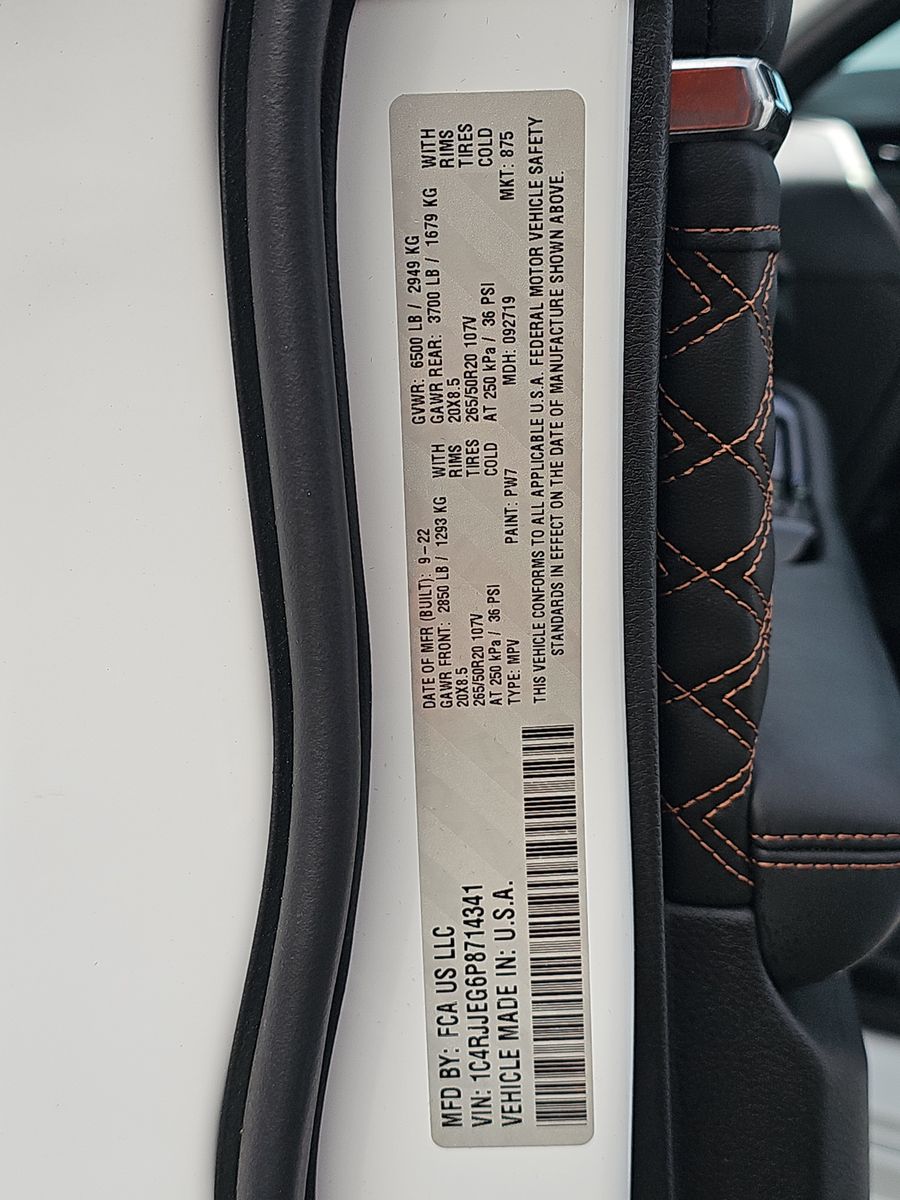 MFD BY: FCA US LLC
VIN: 1C4RJJEG6P8714341
VEHICLE MADE IN: U.S.A.
DATE OF MFR (BUILT): 9-22
GAWR FRONT: 2850 LB / 1293 KG WITH
20X8.5 RIMS
265/50R20 107V TIRES
AT 250 kPa / 36 PSI COLD
GVWR: 6500 LB / 2949 KG
GAWR REAR: 3700 LB / 1679 KG WITH
20X8.5 RIMS
265/50R20 107V TIRES
AT 250 kPa / 36 PSI COLD
TYPE: MPV PAINT: PW7 MDH: 092719 MKT: 875
THIS VEHICLE CONFORMS TO ALL APPLICABLE U.S.A. FEDERAL MOTOR VEHICLE SAFETY
STANDARDS IN EFFECT ON THE DATE OF MANUFACTURE SHOWN ABOVE.